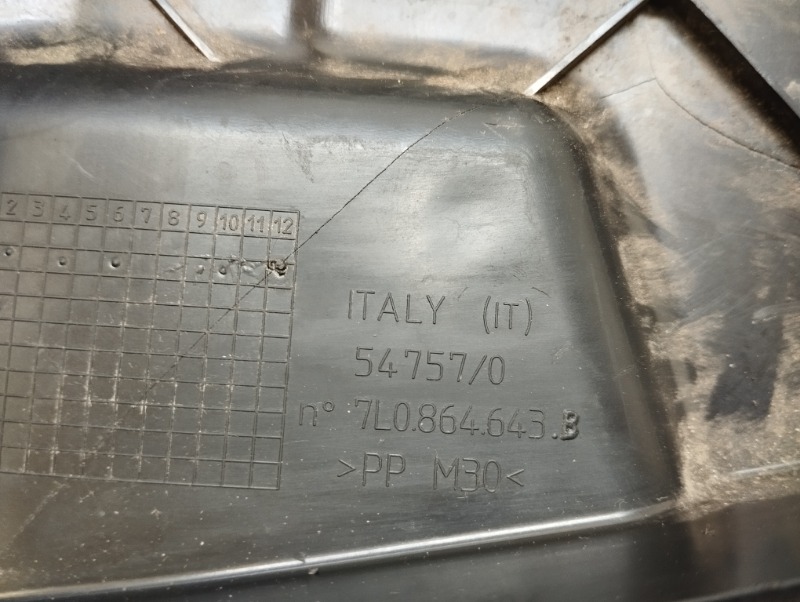 2 3 4 5 6 7 8 9 10 11 12
ITALY (IT)
54757/0
n° 7L0.864.643.B
>PP M30<